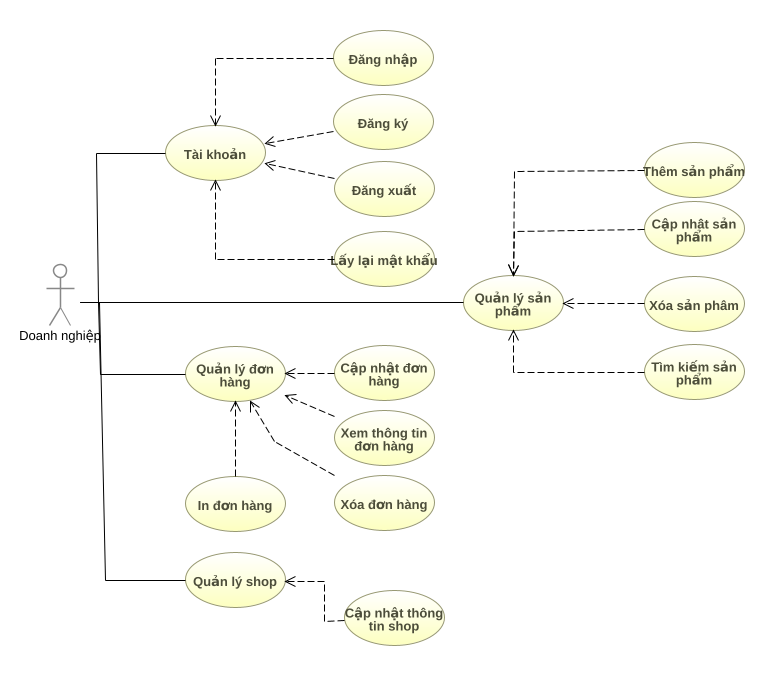 Đăng nhập
Đăng ký
Tài khoản
Đăng xuất
Lấy lại mật khẩu
Thêm sản phẩm
Cập nhật sản
phẩm
Quản lý sản
phẩm
Xóa sản phâm
Tìm kiếm sản
phẩm
Doanh nghiệp
Quản lý đơn
hàng
Cập nhật đơn
hàng
Xem thông tin
đơn hàng
In đơn hàng
Xóa đơn hàng
Quản lý shop
Cập nhật thông
tin shop